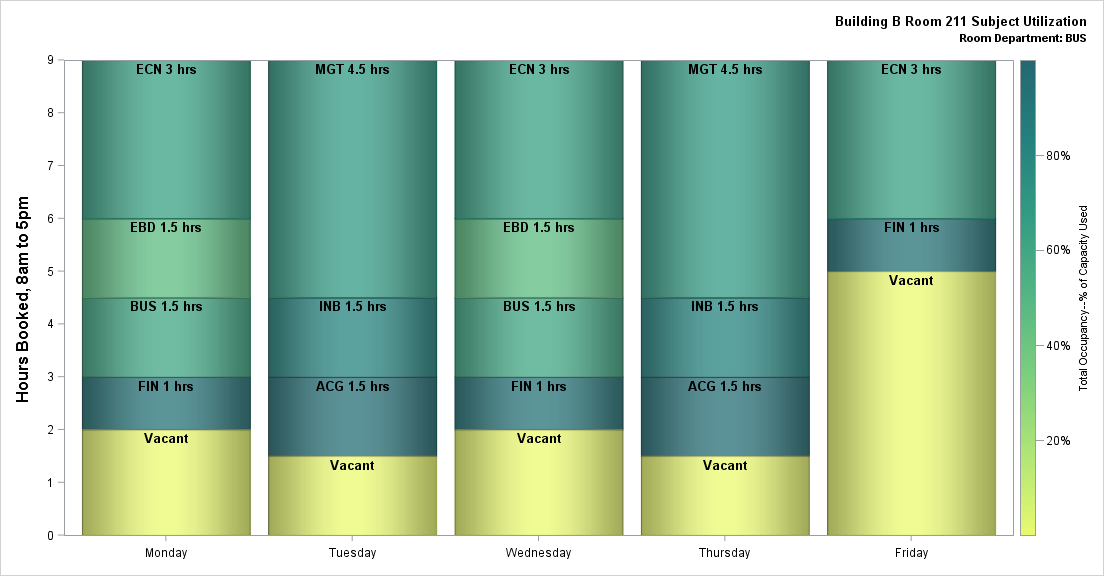 Building B Room 211 Subject Utilization
Room Department: BUS
Hours Booked, 8am to 5pm
9
8
7
6
5
4
3
2
1
0
ECN 3 hrs
EBD 1.5 hrs
BUS 1.5 hrs
FIN 1 hrs
Vacant
MGT 4.5 hrs
INB 1.5 hrs
ACG 1.5 hrs
Vacant
ECN 3 hrs
EBD 1.5 hrs
BUS 1.5 hrs
FIN 1 hrs
Vacant
MGT 4.5 hrs
INB 1.5 hrs
ACG 1.5 hrs
Vacant
ECN 3 hrs
FIN 1 hrs
Vacant
Monday
Tuesday
Wednesday
Thursday
Friday
80%
60%
40%
20%
Total Occupancy--% of Capacity Used